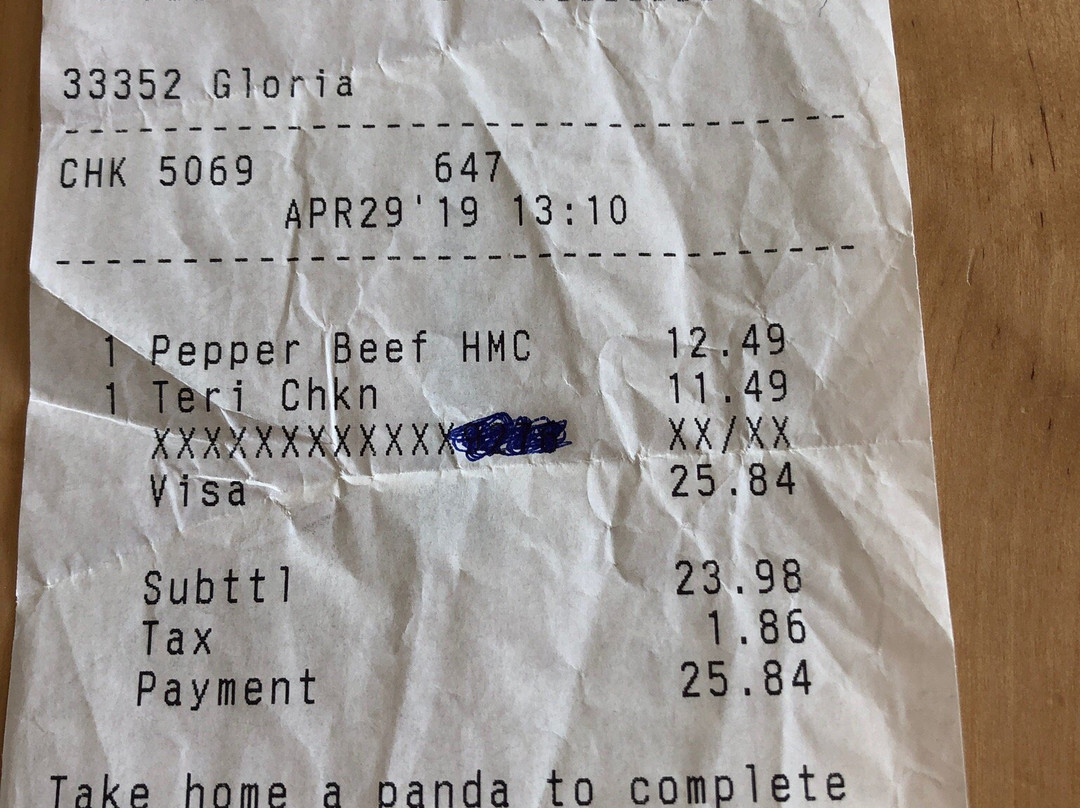 33352 Gloria
CHK 5069 647
APR29'19 13:10
1 Pepper Beef HMC 12.49
1 Teri Chkn 11.49
XXXXXXXXXXXX XX/XX
Visa 25.84
Subttl 23.98
Tax 1.86
Payment 25.84
Take home a panda to complete